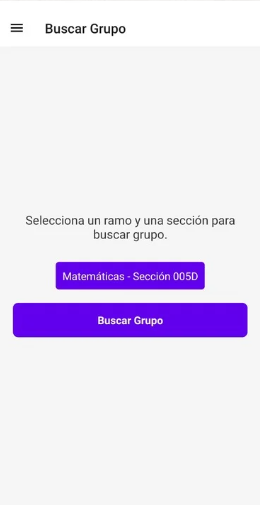 Buscar Grupo
Selecciona un ramo y una sección para
buscar grupo.
Matemáticas - Sección 005D
Buscar Grupo